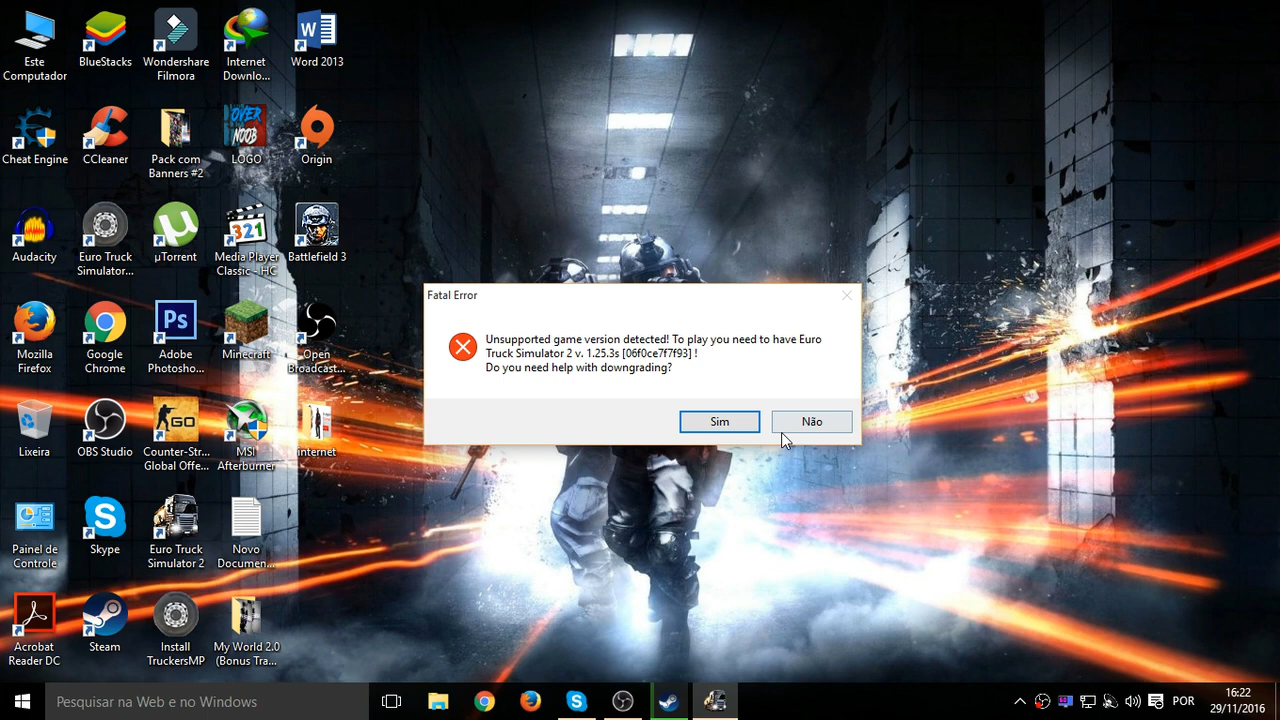 Este
Computador
BlueStacks
Wondershare
Filmora
Internet
Downlo...
W
Word 2013
Cheat Engine
CCleaner
Pack com
Banners #2
OVER
NOOB
LOGO
Origin
Audacity
Euro Truck
Simulator...
µ
µTorrent
321
Media Player
Classic - HC
Battlefield 3
Mozilla
Firefox
Google
Chrome
Ps
Adobe
Photosho...
Minecraft
Open
Broadcast...
Lixeira
OBS Studio
GO
Counter-Str...
Global Offe...
MSI
Afterburner
internet
Painel de
Controle
S
Skype
Euro Truck
Simulator 2
Novo
Documen...
Acrobat
Reader DC
Steam
Install
TruckersMP
My World 2.0
(Bonus Tra...
Fatal Error
Unsupported game version detected! To play you need to have Euro
Truck Simulator 2 v. 1.25.3s [06f0ce7f7f93] !
Do you need help with downgrading?
Sim
Não
Pesquisar na Web e no Windows
S
POR
16:22
29/11/2016